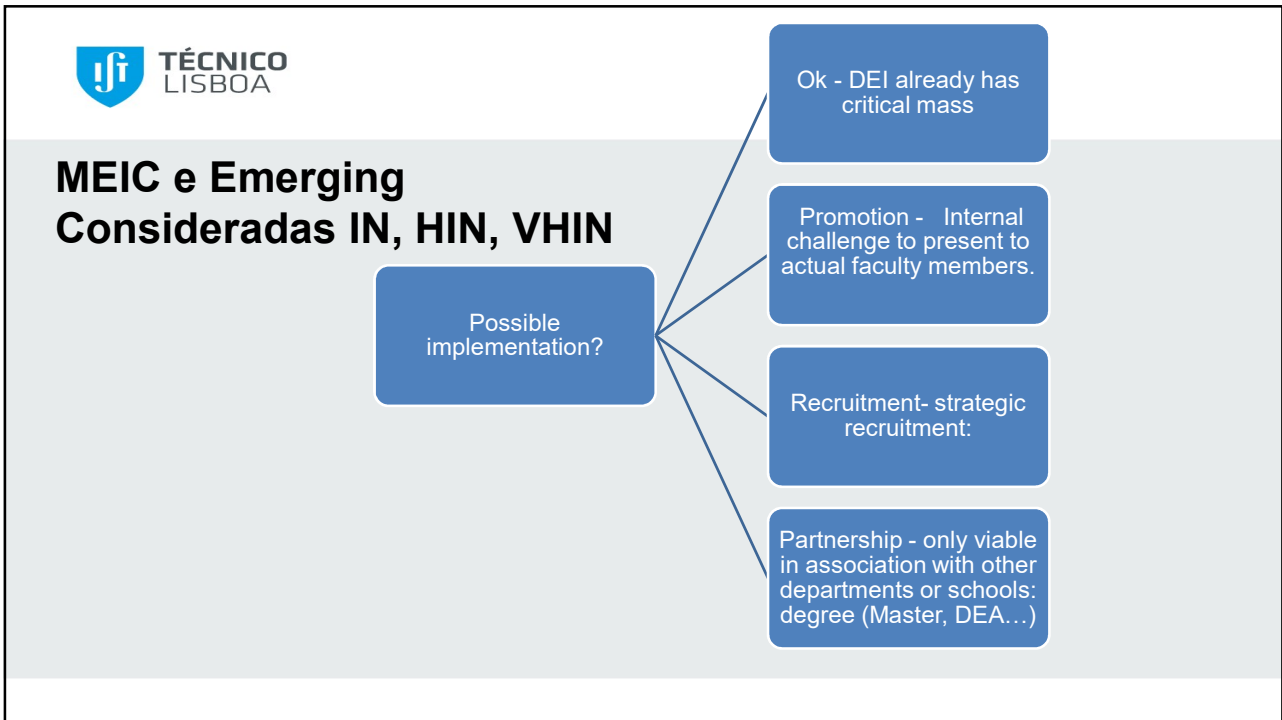 TÉCNICO
LISBOA
MEIC e Emerging
Consideradas IN, HIN, VHIN
Possible
implementation?
Ok - DEI already has
critical mass
Promotion - Internal
challenge to present to
actual faculty members.
Recruitment- strategic
recruitment:
Partnership - only viable
in association with other
departments or schools:
degree (Master, DEA…)